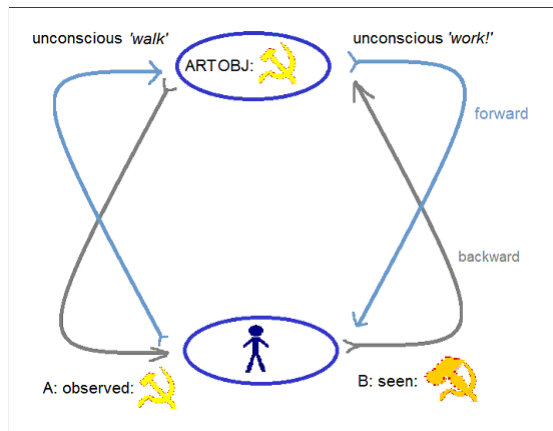 unconscious 'walk'
unconscious 'work!'
ARTOBJ:
forward
backward
A: observed:
B: seen: